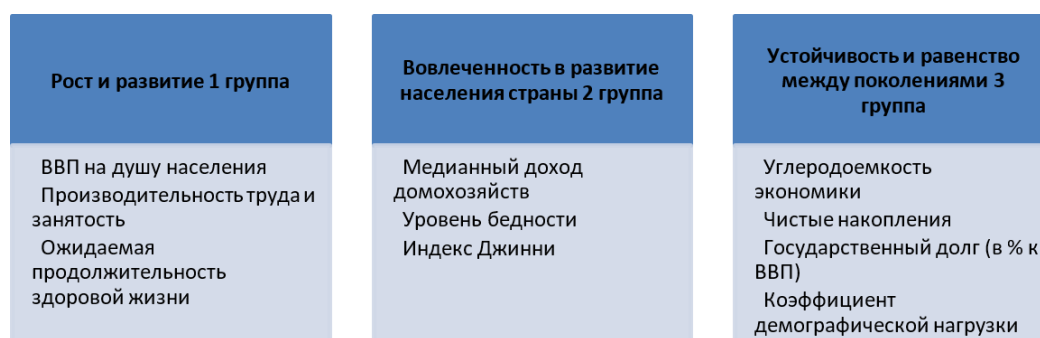 Рост и развитие 1 группа
ВВП на душу населения
Производительность труда и
занятость
Ожидаемая
продолжительность
здоровой жизни
Вовлеченность в развитие
населения страны 2 группа
Медианный доход
домохозяйств
Уровень бедности
Индекс Джинни
Устойчивость и равенство
между поколениями 3
группа
Углеродоемкость
экономики
Чистые накопления
Государственный долг (в % к
ВВП)
Коэффициент
демографической нагрузки